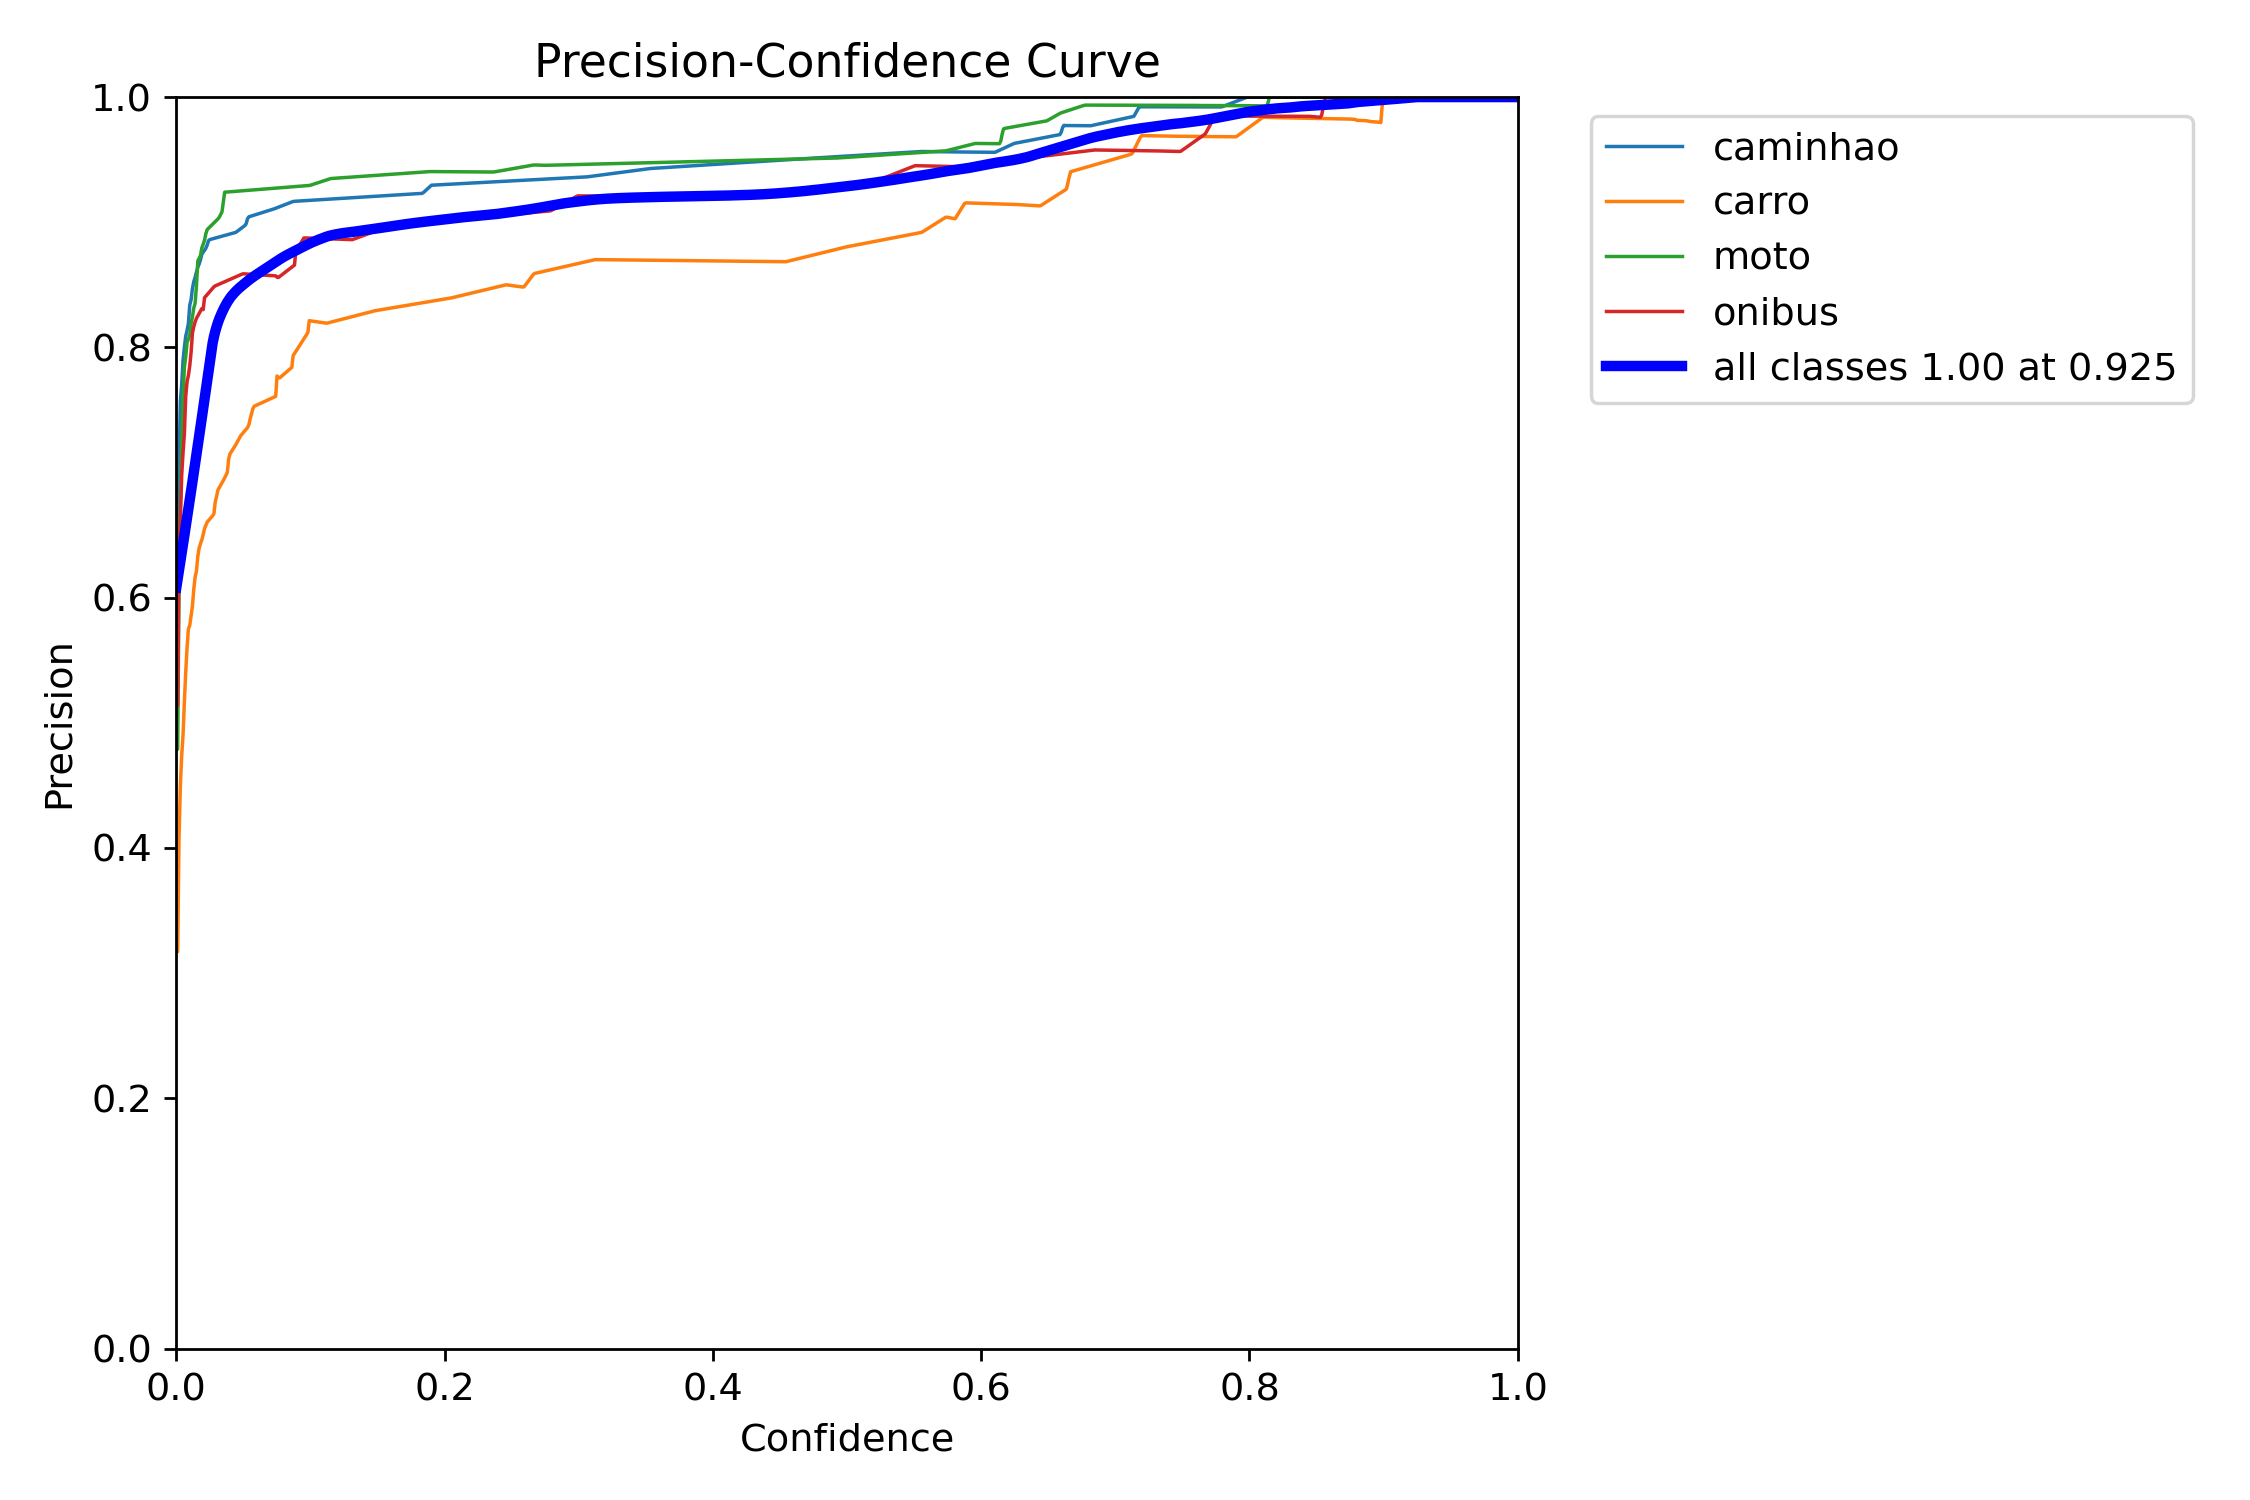 Precision-Confidence Curve
1.0
0.8
0.6
0.4
0.2
0.0
Precision
0.0 0.2 0.4 0.6 0.8 1.0
Confidence
caminhao
carro
moto
onibus
all classes 1.00 at 0.925